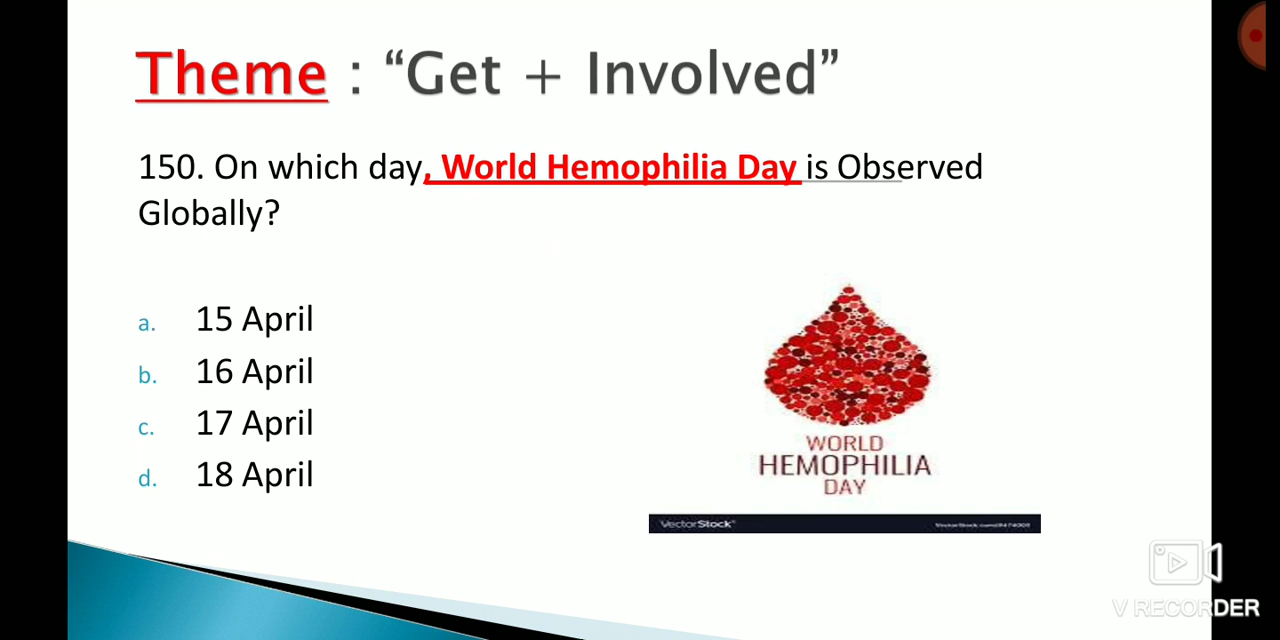 Theme : “Get + Involved”
150. On which day, World Hemophilia Day is Observed
Globally?
a. 15 April
b. 16 April
c. 17 April
d. 18 April
WORLD
HEMOPHILIA
DAY
VectorStock®
V RECORDER